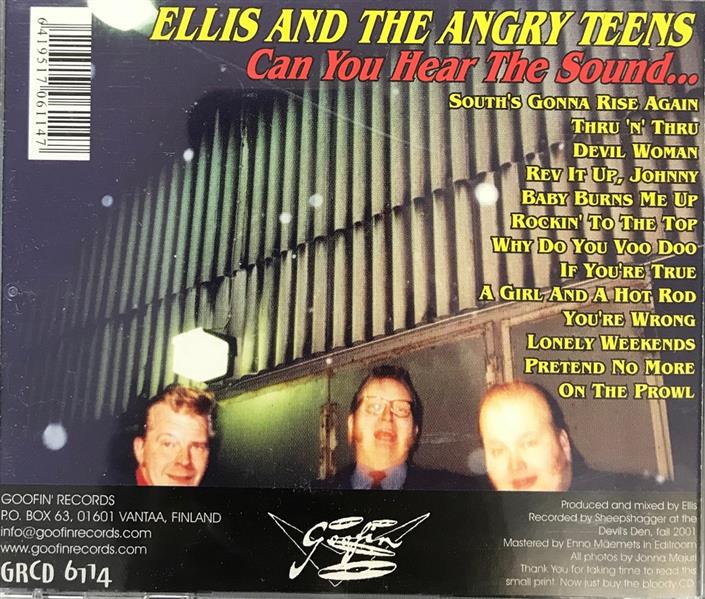 ELLIS AND THE ANGRY TEENS
Can You Hear The Sound...
6419517061147
SOUTH'S GONNA RISE AGAIN
THRU 'N' THRU
DEVIL WOMAN
REV IT UP, JOHNNY
BABY BURNS ME UP
ROCKIN' TO THE TOP
WHY DO YOU VOO DOO
IF YOU'RE TRUE
A GIRL AND A HOT ROD
YOU'RE WRONG
LONELY WEEKENDS
PRETEND NO MORE
ON THE PROWL
GOOFIN' RECORDS
P.O. BOX 63, 01601 VANTAA, FINLAND
info@goofinrecords.com
www.goofinrecords.com
GRCD 6114
Goofin
Produced and mixed by Ellis
Recorded by Sheepshagger at the
Devil's Den, fall 2001
Mastered by Enno Mäemets in Editroom
All photos by Jonna Majuri
Thank You for taking time to read this
small print. Now just buy the bloody CD